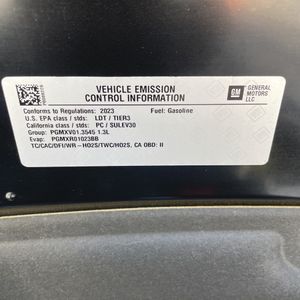 VEHICLE EMISSION
CONTROL INFORMATION
GM
GENERAL
MOTORS
LLC
Conforms to Regulations: 2023 Fuel: Gasoline
U.S. EPA class / stds: LDT / TIER3
California class / stds: PC / SULEV30
Group: PGMXV01.3545 1.3L
Evap: PGMXR01023BB
TC/CAC/DFI/WR-HO2S/TWC/HO2S, CA OBD: II